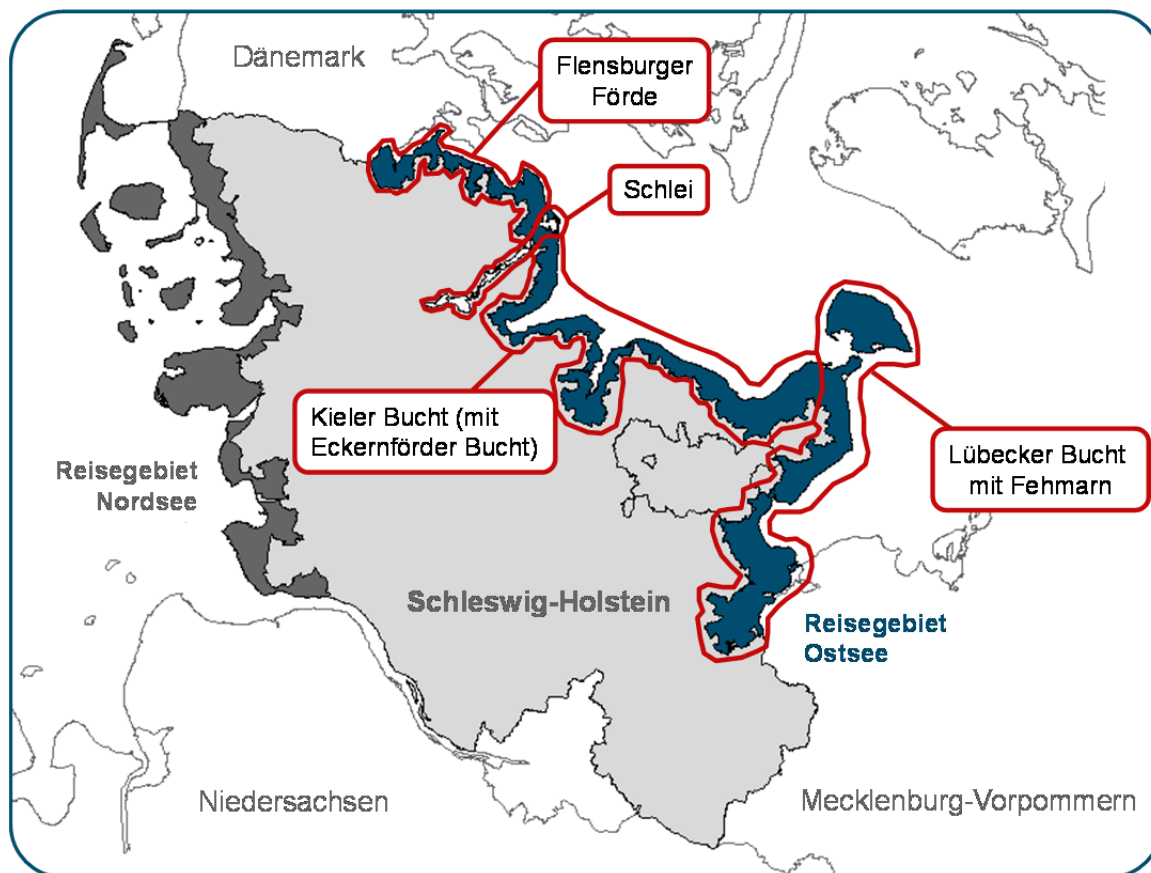 Dänemark
Flensburger
Förde
Schlei
Kieler Bucht (mit
Eckernförder Bucht)
Lübecker Bucht
mit Fehmarn
Reisegebiet
Nordsee
Schleswig-Holstein
Reisegebiet
Ostsee
Niedersachsen
Mecklenburg-Vorpommern